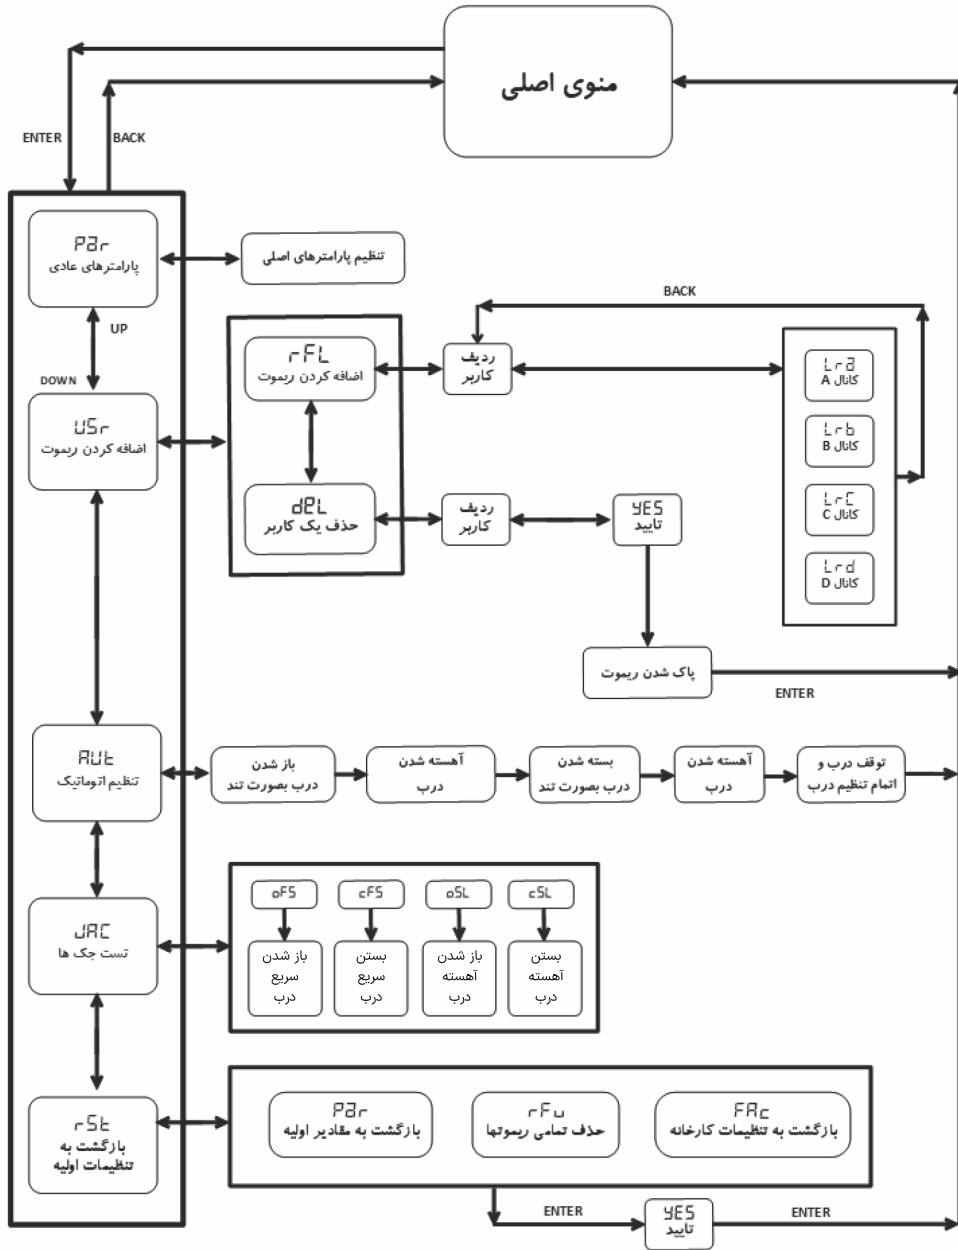 منوی اصلی
ENTER
BACK
Par
پارامترهای عادی
تنظیم پارامترهای اصلی
UP
DOWN
USr
اضافه کردن ریموت
rFL
اضافه کردن ریموت
ردیف
کاربر
BACK
Lra
کانال A
Lrb
کانال B
LrC
کانال C
Lrd
کانال D
deL
حذف یک کاربر
ردیف
کاربر
YES
تایید
پاک شدن ریموت
ENTER
AUt
تنظیم اتوماتیک
باز شدن
درب بصورت تند
آهسته شدن
درب
بسته شدن
درب بصورت تند
آهسته شدن
درب
توقف درب و
اتمام تنظیم درب
JAC
تست جک ها
oFS
cFS
oSL
cSL
باز شدن
سریع
درب
بستن
سریع
درب
باز شدن
آهسته
درب
بستن
آهسته
درب
rSt
بازگشت به
تنظیمات اولیه
Par
بازگشت به مقادیر اولیه
rFu
حذف تمامی ریموتها
FAc
بازگشت به تنظیمات کارخانه
ENTER
YES
تایید
ENTER